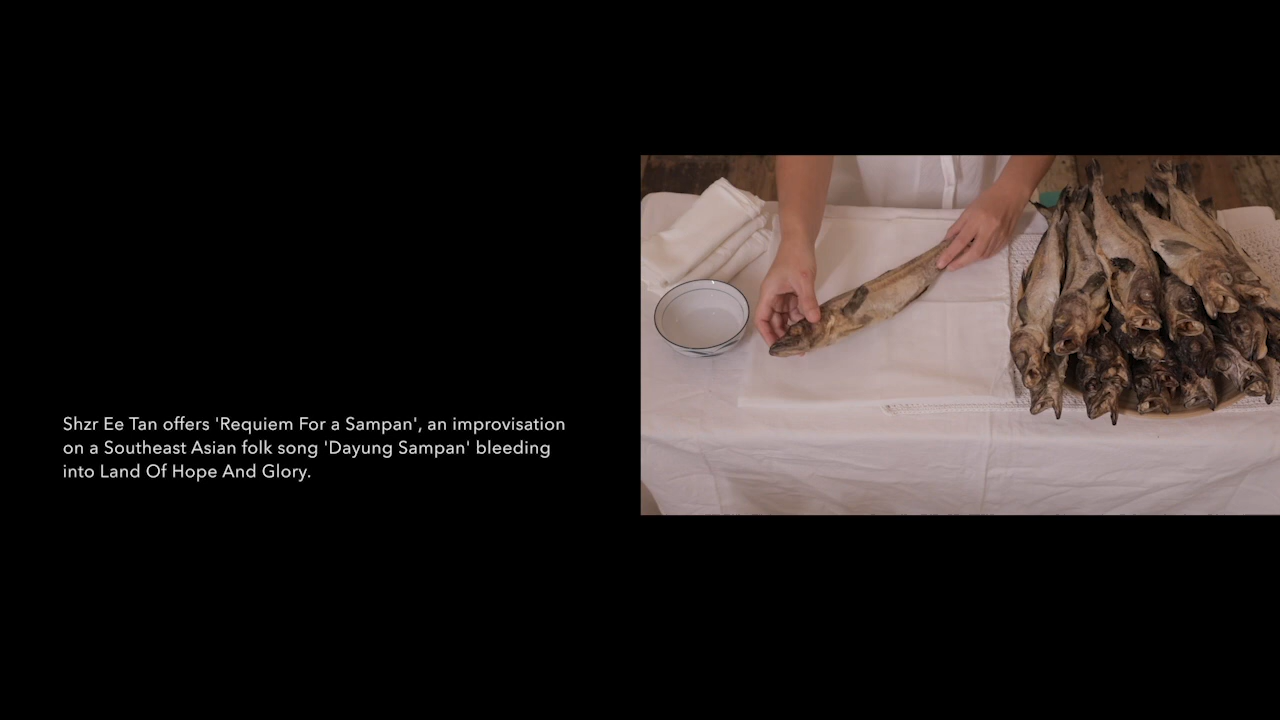 Shzr Ee Tan offers 'Requiem For a Sampan', an improvisation
on a Southeast Asian folk song 'Dayung Sampan' bleeding
into Land Of Hope And Glory.